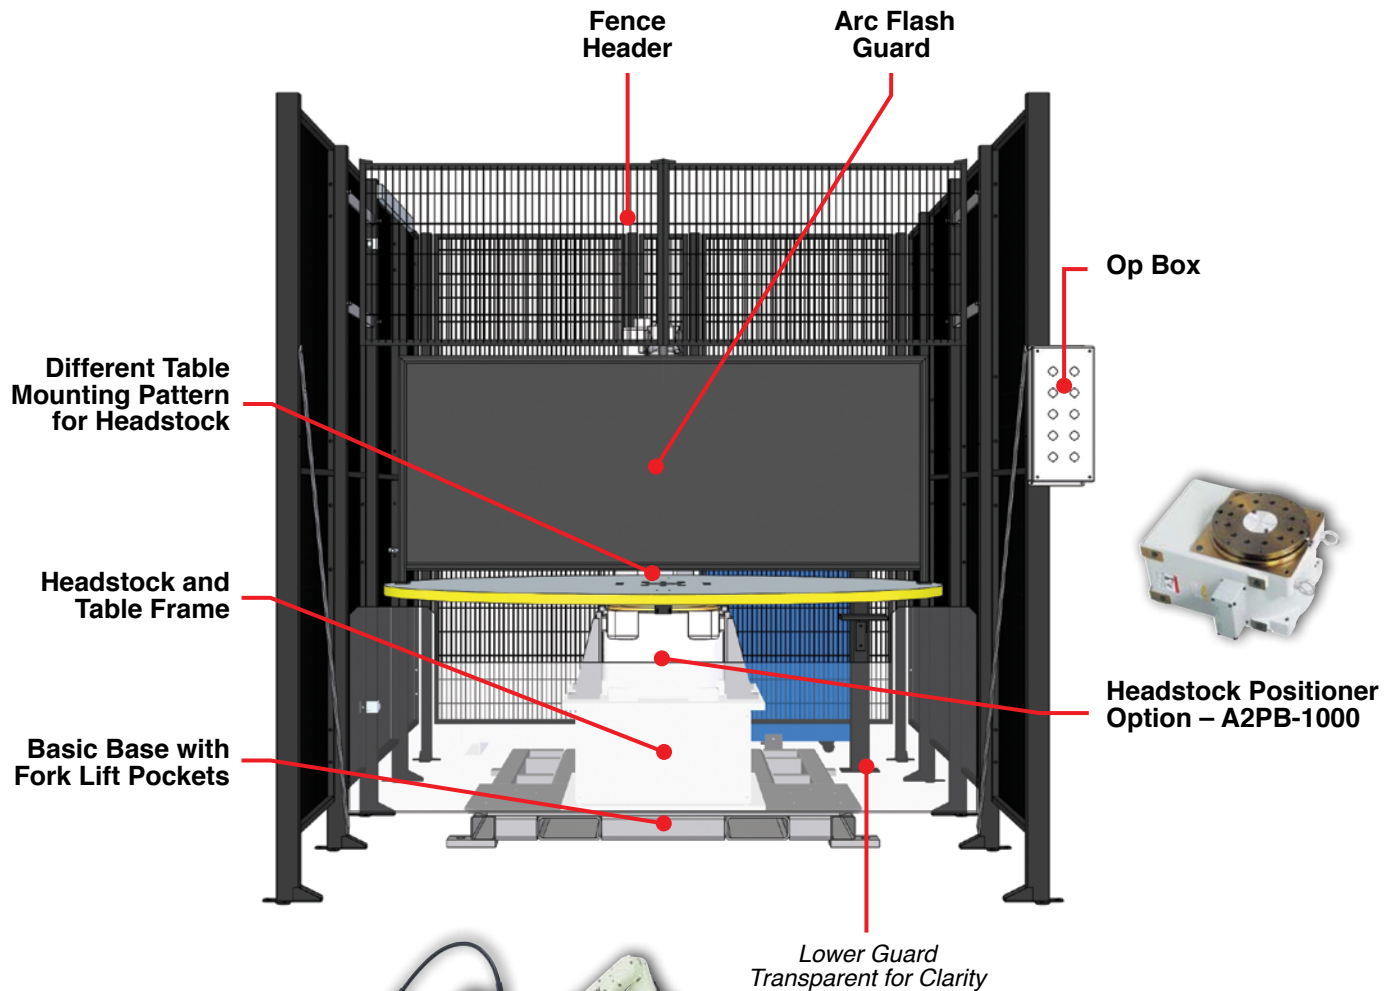 Fence
Header
Arc Flash
Guard
Op Box
Different Table
Mounting Pattern
for Headstock
Headstock and
Table Frame
Headstock Positioner
Option – A2PB-1000
Basic Base with
Fork Lift Pockets
Lower Guard
Transparent for Clarity